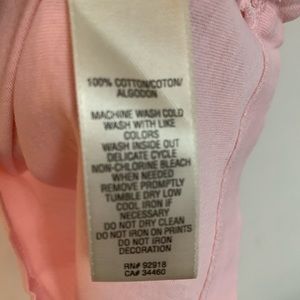 100% COTTON/COTON/
ALGODON
MACHINE WASH COLD
WASH WITH LIKE
COLORS
WASH INSIDE OUT
DELICATE CYCLE
NON-CHLORINE BLEACH
WHEN NEEDED
REMOVE PROMPTLY
TUMBLE DRY LOW
COOL IRON IF
NECESSARY
DO NOT DRY CLEAN
DO NOT IRON ON PRINTS
DO NOT IRON
DECORATION
RN# 92918
CA# 34460